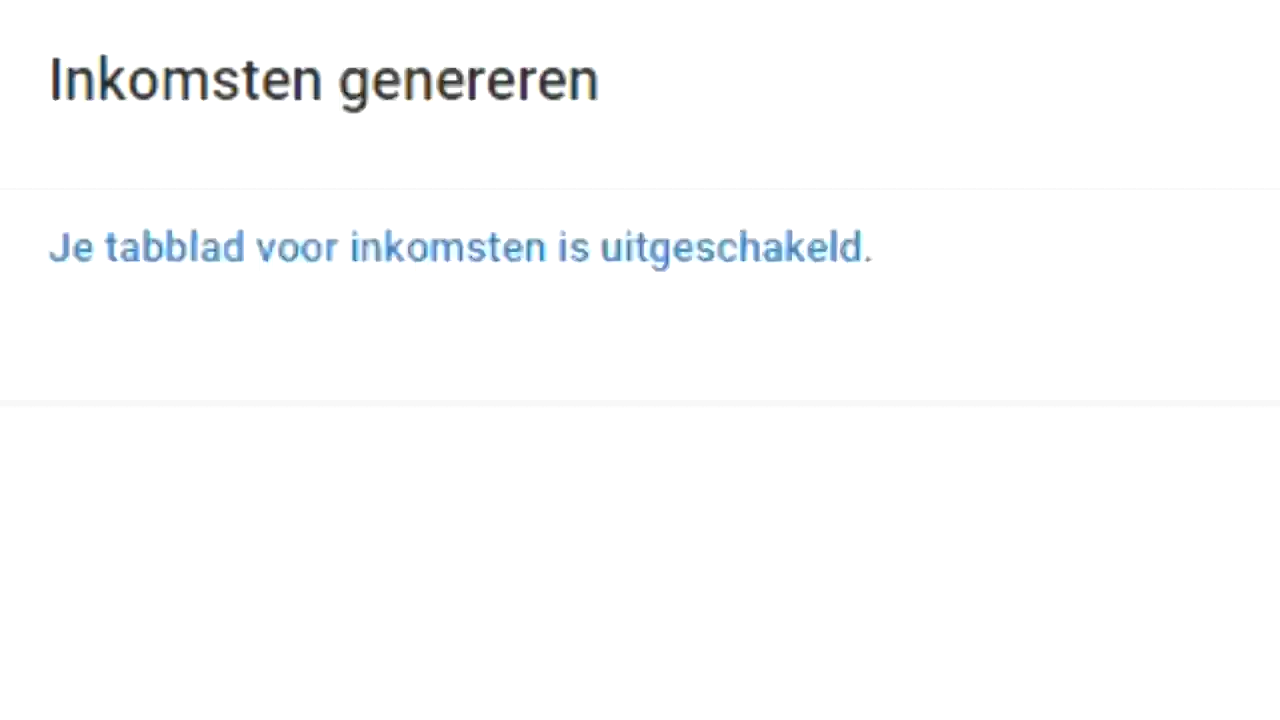 Inkomsten genereren
Je tabblad voor inkomsten is uitgeschakeld.